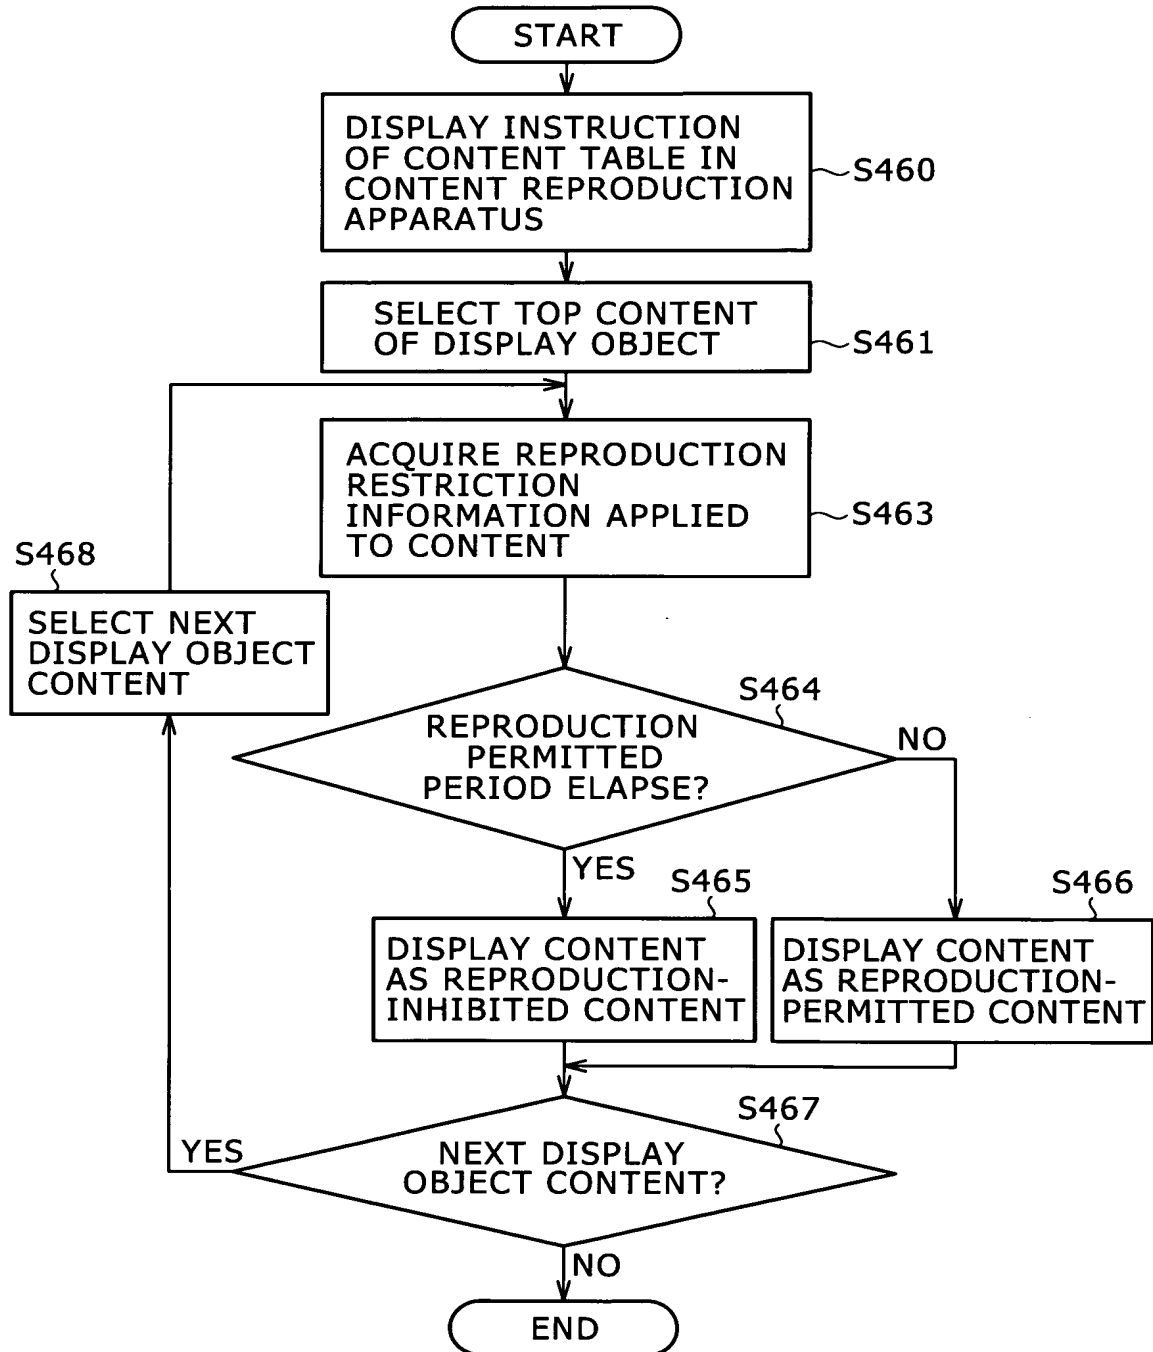 START
DISPLAY INSTRUCTION
OF CONTENT TABLE IN
CONTENT REPRODUCTION
APPARATUS
S460
SELECT TOP CONTENT
OF DISPLAY OBJECT
S461
ACQUIRE REPRODUCTION
RESTRICTION
INFORMATION APPLIED
TO CONTENT
S463
S468
SELECT NEXT
DISPLAY OBJECT
CONTENT
S464
REPRODUCTION
PERMITTED
PERIOD ELAPSE?
NO
YES
S465
DISPLAY CONTENT
AS REPRODUCTION-
INHIBITED CONTENT
S466
DISPLAY CONTENT
AS REPRODUCTION-
PERMITTED CONTENT
S467
NEXT DISPLAY
OBJECT CONTENT?
YES
NO
END